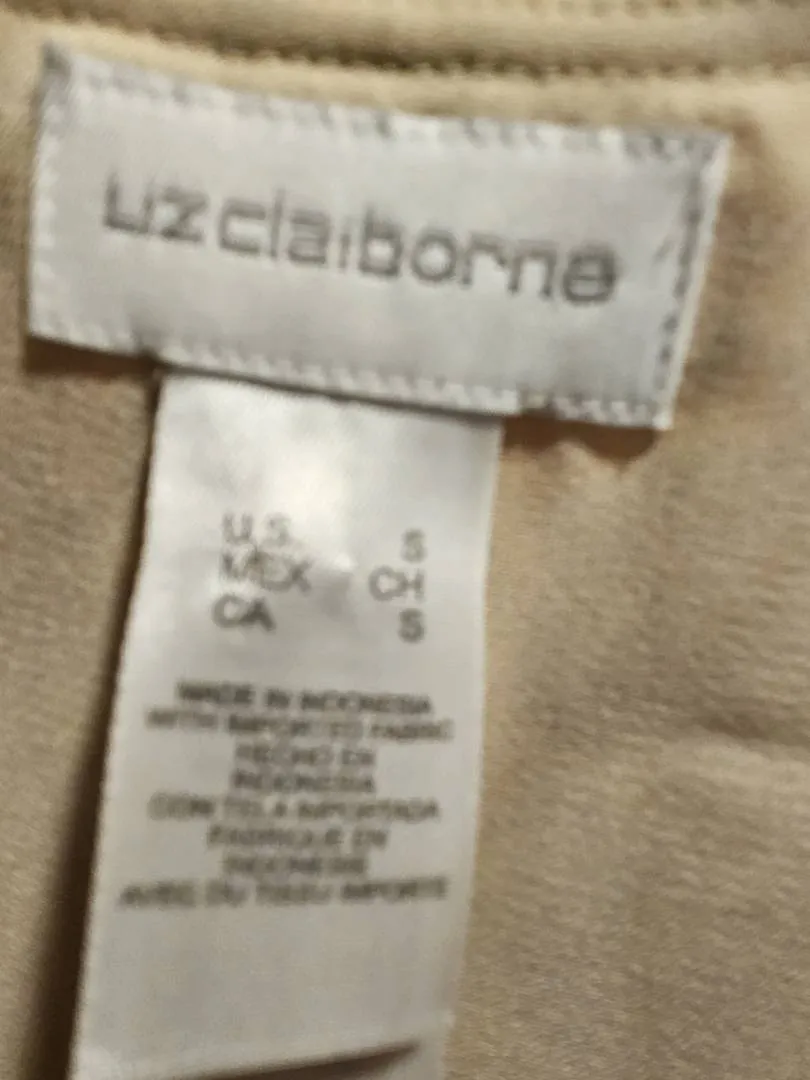 liz claiborne
U.S. S
MEX CH
CA S
MADE IN INDONESIA
WITH IMPORTED FABRIC
HECHO EN
INDONESIA
CON TELA IMPORTADA
FABRIQUE EN
INDONESIE
AVEC DU TISSU IMPORTE